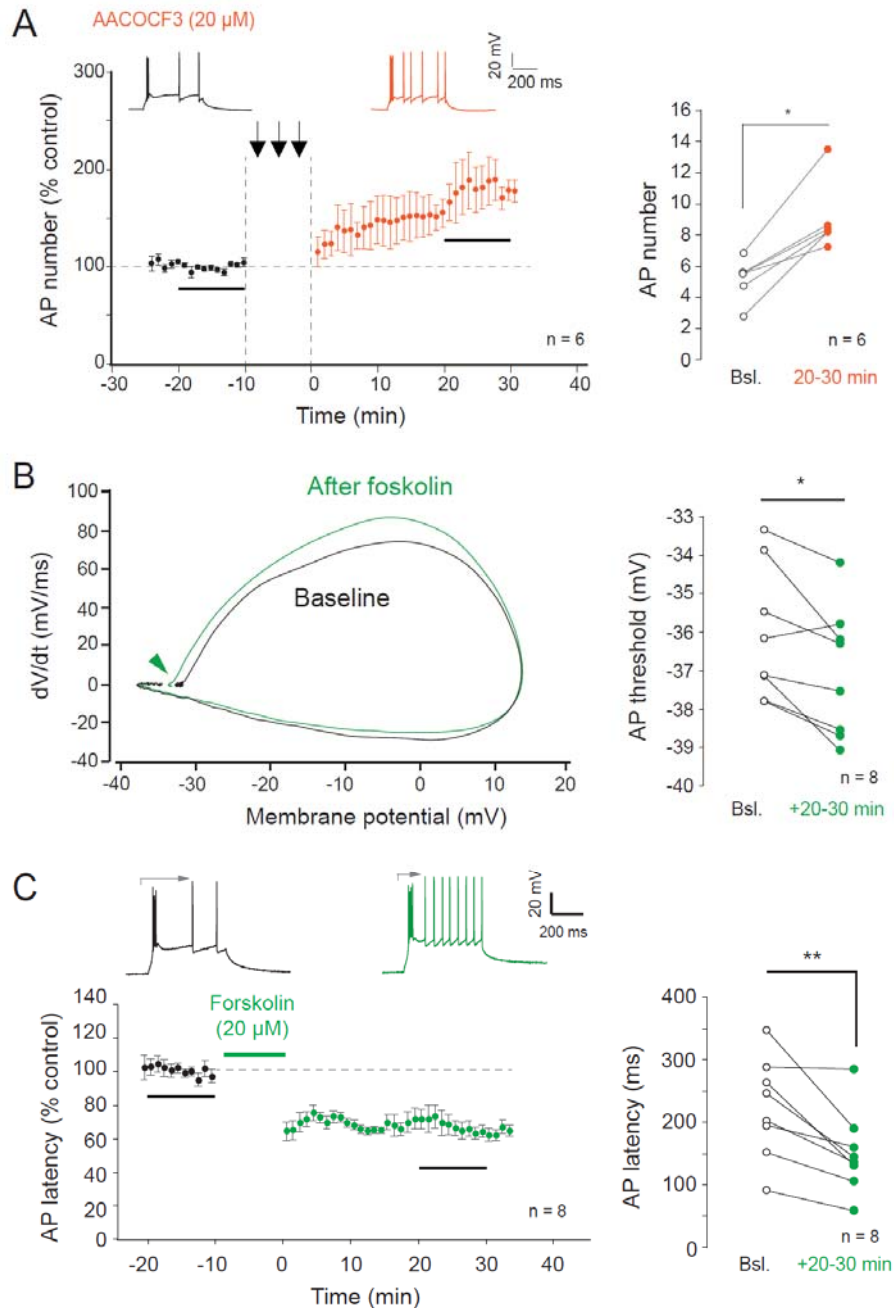 A
AACOCF3 (20 µM)
20 mV
200 ms
300
200
100
0
AP number (% control)
-30
-20
-10
0
10
20
30
40
Time (min)
n = 6
16
14
12
10
8
6
4
2
0
AP number
*
n = 6
Bsl.
20-30 min
B
After foskolin
Baseline
100
80
60
40
20
0
-20
-40
dV/dt (mV/ms)
-40
-30
-20
-10
0
10
20
Membrane potential (mV)
*
-33
-34
-35
-36
-37
-38
-39
-40
AP threshold (mV)
n = 8
Bsl.
+20-30 min
C
20 mV
200 ms
Forskolin
(20 µM)
140
120
100
80
60
40
20
0
AP latency (% control)
-20
-10
0
10
20
30
40
Time (min)
n = 8
**
400
300
200
100
0
AP latency (ms)
n = 8
Bsl.
+20-30 min